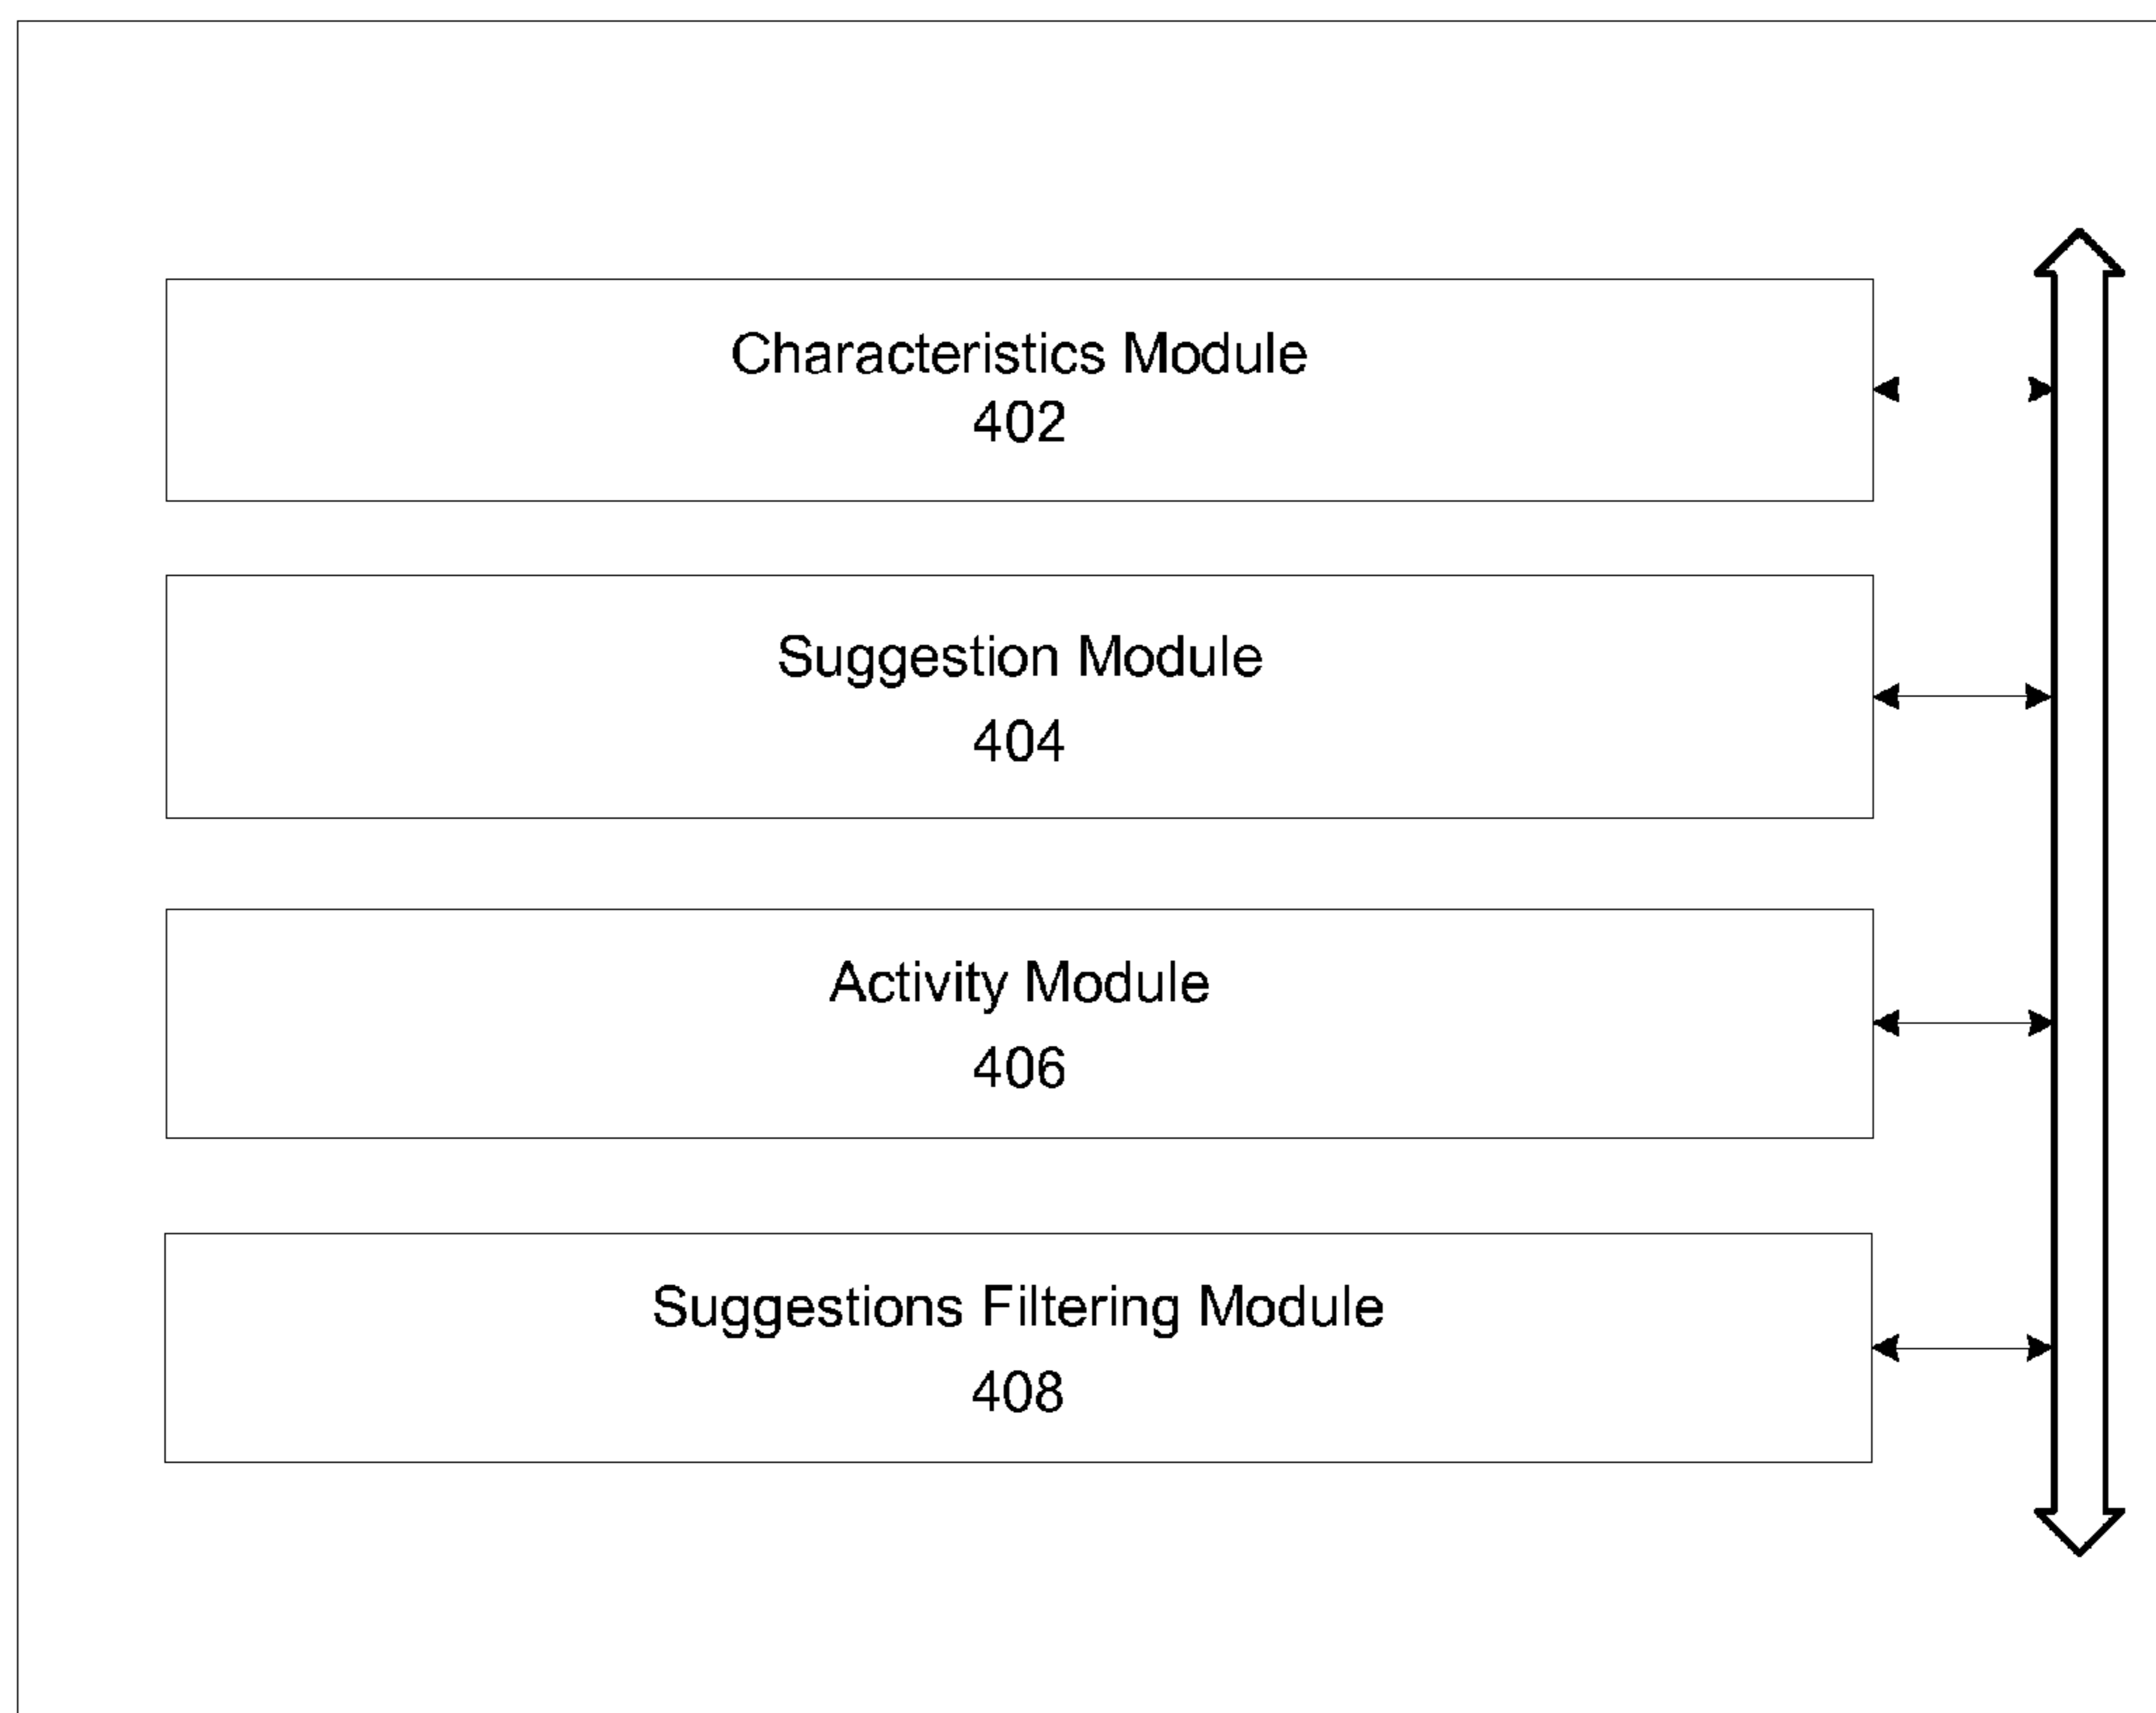 Characteristics Module
402
Suggestion Module
404
Activity Module
406
Suggestions Filtering Module
408